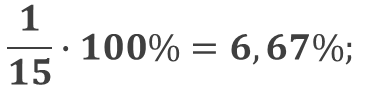 1/15 · 100% = 6,67%;